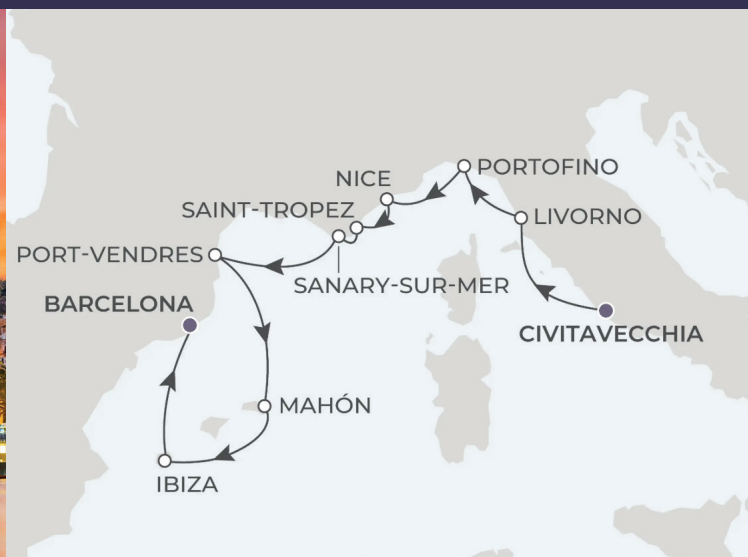 PORTOFINO
NICE
SAINT-TROPEZ
LIVORNO
PORT-VENDRES
SANARY-SUR-MER
BARCELONA
CIVITAVECCHIA
MAHÓN
IBIZA